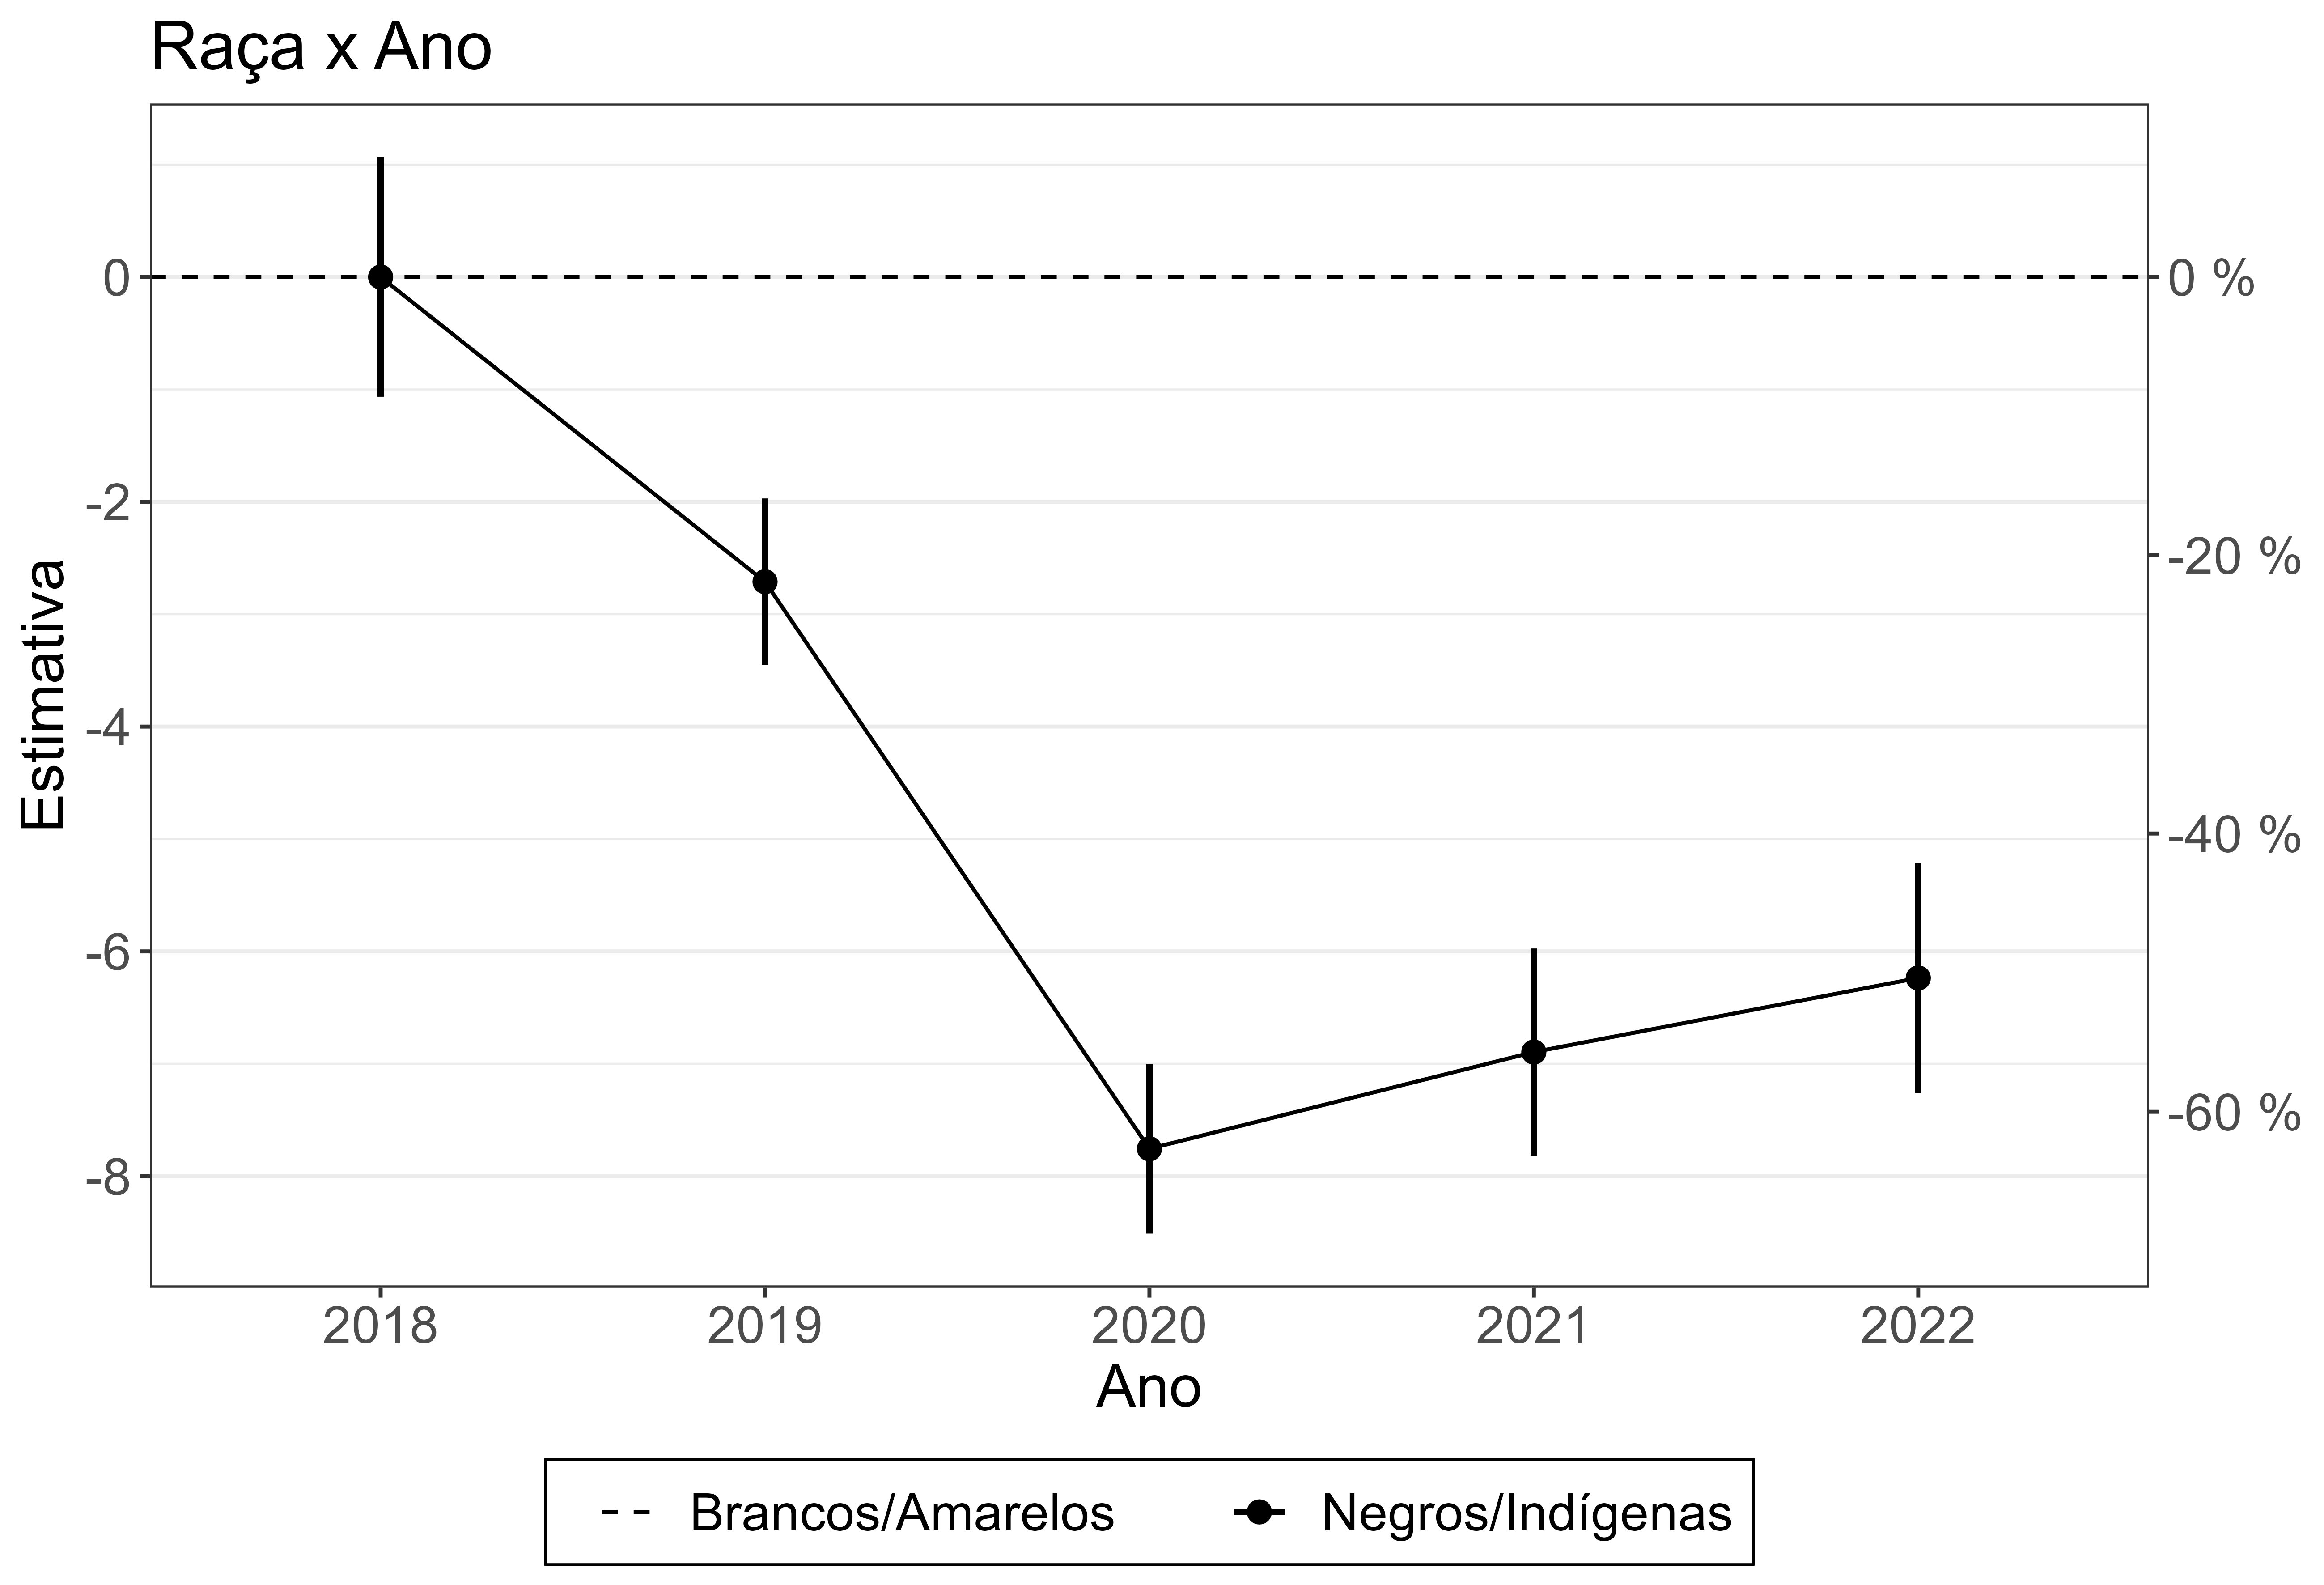 Raça x Ano
0
-2
-4
-6
-8
Estimativa
0 %
-20 %
-40 %
-60 %
2018 2019 2020 2021 2022
Ano
Brancos/Amarelos Negros/Indígenas